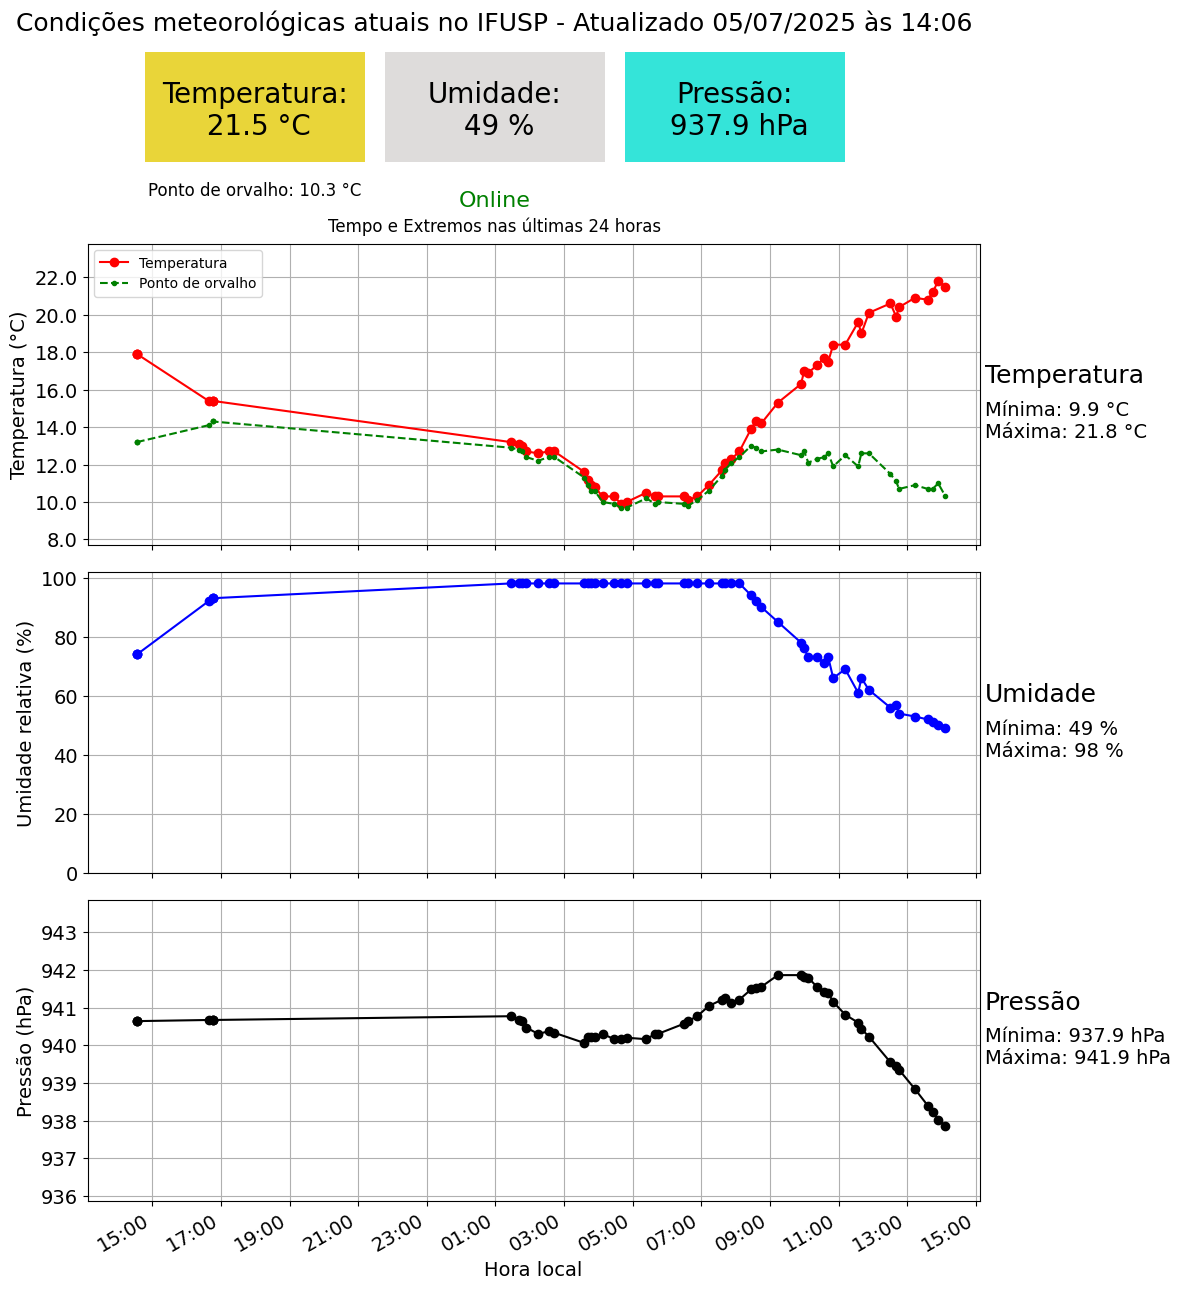 Condições meteorológicas atuais no IFUSP - Atualizado 05/07/2025 às 14:06
Temperatura:
21.5 °C
Umidade:
49 %
Pressão:
937.9 hPa
Ponto de orvalho: 10.3 °C
Online
Tempo e Extremos nas últimas 24 horas
Temperatura
Ponto de orvalho
Temperatura (°C)
22.0
20.0
18.0
16.0
14.0
12.0
10.0
8.0
Temperatura
Mínima: 9.9 °C
Máxima: 21.8 °C
Umidade relativa (%)
100
80
60
40
20
0
Umidade
Mínima: 49 %
Máxima: 98 %
Pressão (hPa)
943
942
941
940
939
938
937
936
Pressão
Mínima: 937.9 hPa
Máxima: 941.9 hPa
15:00
17:00
19:00
21:00
23:00
01:00
03:00
05:00
07:00
09:00
11:00
13:00
15:00
Hora local